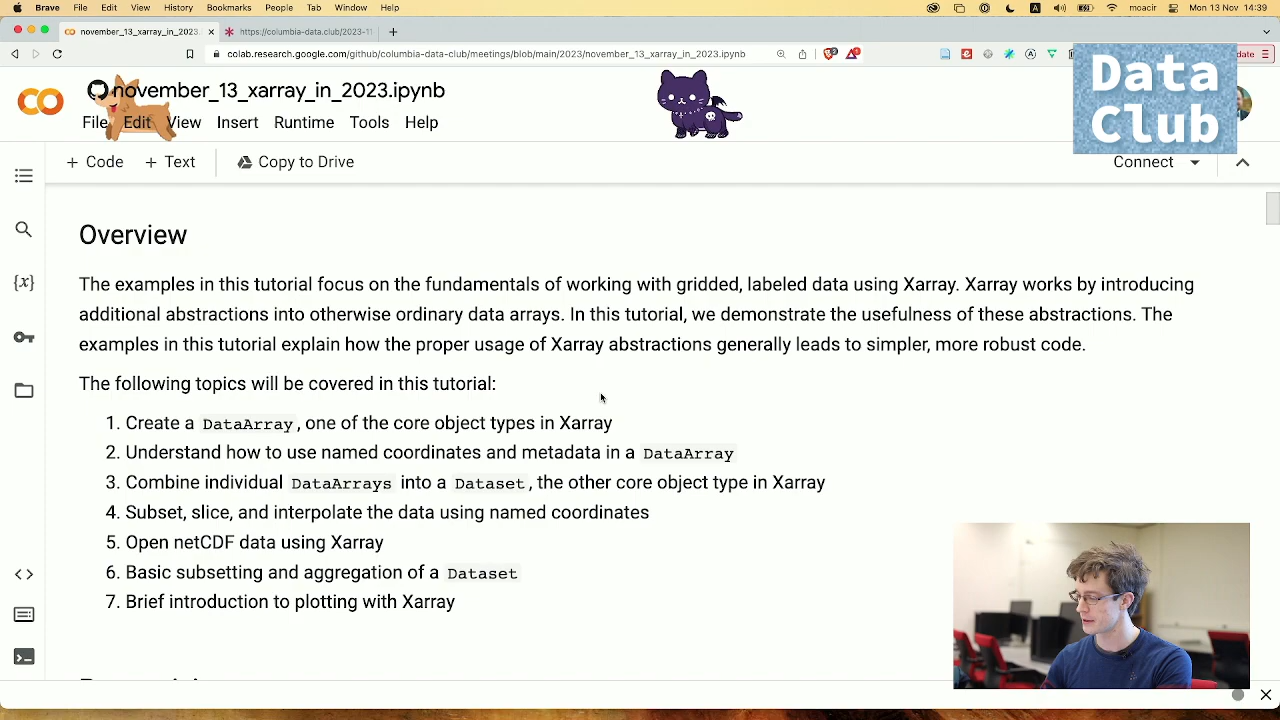 Brave File Edit View History Bookmarks People Tab Window Help
moacir Mon 13 Nov 14:39
november_13_xarray_in_2023. https://columbia-data.club/2023-11
colab.research.google.com/github/columbia-data-club/meetings/blob/main/2023/november_13_xarray_in_2023.ipynb
date
Data
Club
CO november_13_xarray_in_2023.ipynb
File Edit View Insert Runtime Tools Help
+ Code + Text Copy to Drive Connect
Overview
The examples in this tutorial focus on the fundamentals of working with gridded, labeled data using Xarray. Xarray works by introducing
additional abstractions into otherwise ordinary data arrays. In this tutorial, we demonstrate the usefulness of these abstractions. The
examples in this tutorial explain how the proper usage of Xarray abstractions generally leads to simpler, more robust code.
The following topics will be covered in this tutorial:
1. Create a DataArray, one of the core object types in Xarray
2. Understand how to use named coordinates and metadata in a DataArray
3. Combine individual DataArrays into a Dataset, the other core object type in Xarray
4. Subset, slice, and interpolate the data using named coordinates
5. Open netCDF data using Xarray
6. Basic subsetting and aggregation of a Dataset
7. Brief introduction to plotting with Xarray